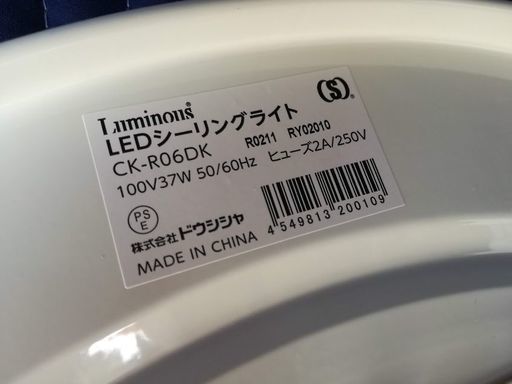 Luminous®
(S)
LEDシーリングライト
CK-R06DK R0211 RY02010
100V37W 50/60Hz ヒューズ2A/250V
PS
E
株式会社ドウシシャ
MADE IN CHINA
4 549813 200109